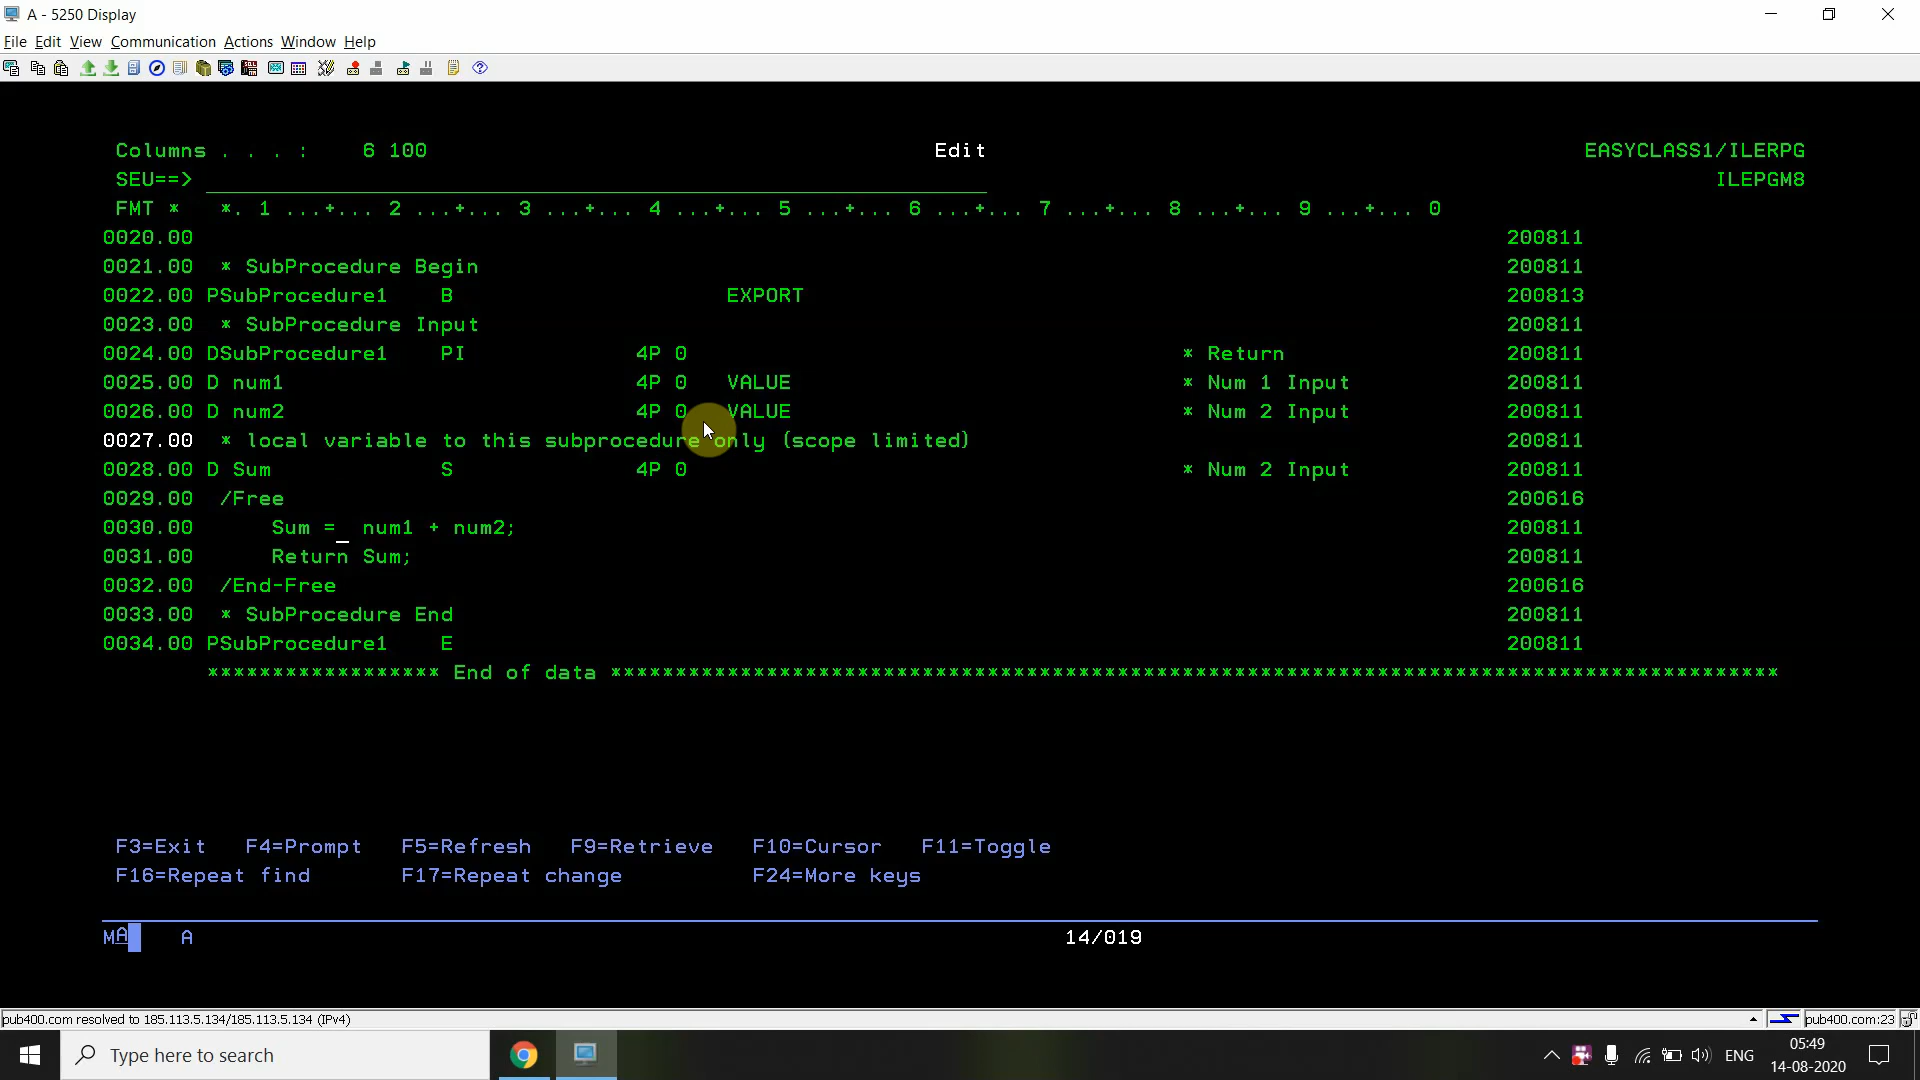 A - 5250 Display
File Edit View Communication Actions Window Help
Columns . . . : 6 100 Edit EASYCLASS1/ILERPG
SEU==> ILEPGM8
FMT * *. 1 ...+... 2 ...+... 3 ...+... 4 ...+... 5 ...+... 6 ...+... 7 ...+... 8 ...+... 9 ...+... 0
0020.00 200811
0021.00 * SubProcedure Begin 200811
0022.00 PSubProcedure1 B EXPORT 200813
0023.00 * SubProcedure Input 200811
0024.00 DSubProcedure1 PI 4P 0 * Return 200811
0025.00 D num1 4P 0 VALUE * Num 1 Input 200811
0026.00 D num2 4P 0 VALUE * Num 2 Input 200811
0027.00 * local variable to this subprocedure only (scope limited) 200811
0028.00 D Sum S 4P 0 * Num 2 Input 200811
0029.00 /Free 200616
0030.00 Sum =_ num1 + num2; 200811
0031.00 Return Sum; 200811
0032.00 /End-Free 200616
0033.00 * SubProcedure End 200811
0034.00 PSubProcedure1 E 200811
****************** End of data ******************************************************************************************
F3=Exit F4=Prompt F5=Refresh F9=Retrieve F10=Cursor F11=Toggle
F16=Repeat find F17=Repeat change F24=More keys
MA A 14/019
pub400.com resolved to 185.113.5.134/185.113.5.134 (IPv4) pub400.com:23
Type here to search ENG 05:49
14-08-2020